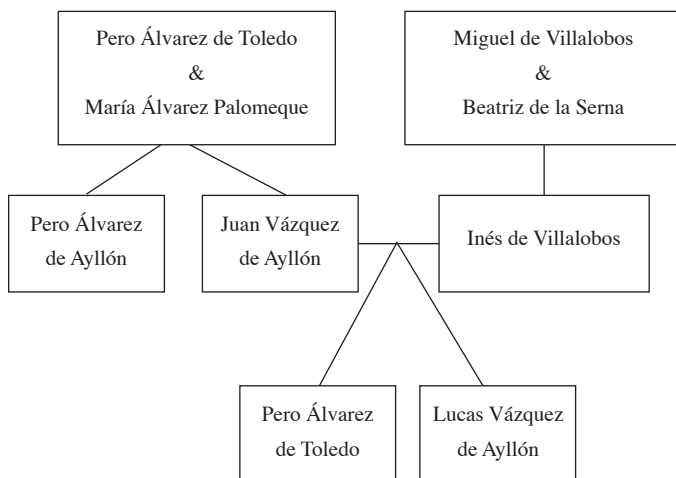 Pero Álvarez de Toledo
&
María Álvarez Palomeque
Miguel de Villalobos
&
Beatriz de la Serna
Pero Álvarez
de Ayllón
Juan Vázquez
de Ayllón
Inés de Villalobos
Pero Álvarez
de Toledo
Lucas Vázquez
de Ayllón